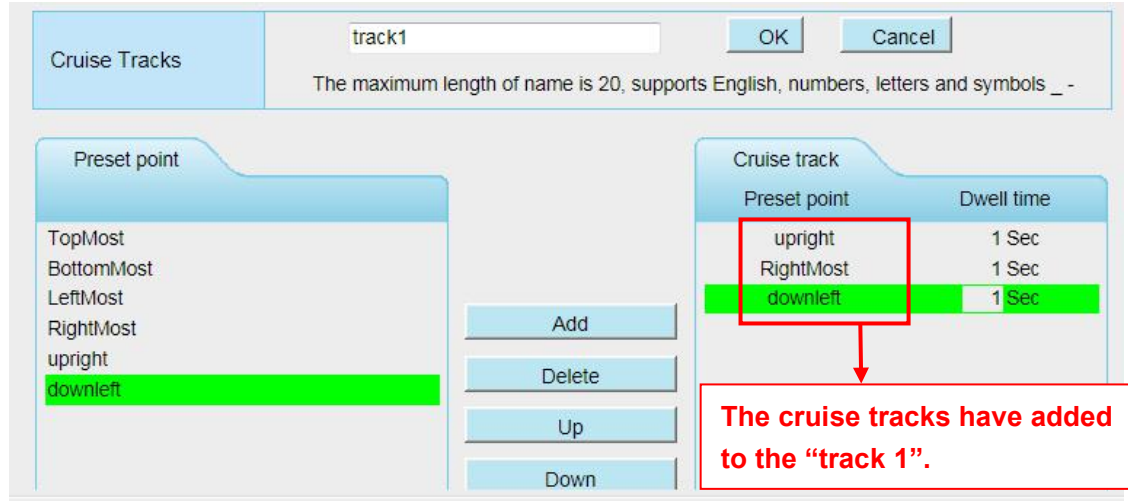 Cruise Tracks
track1
OK
Cancel
The maximum length of name is 20, supports English, numbers, letters and symbols _ -
Preset point
TopMost
BottomMost
LeftMost
RightMost
upright
downleft
Add
Delete
Up
Down
Cruise track
Preset point Dwell time
upright 1 Sec
RightMost 1 Sec
downleft 1 Sec
The cruise tracks have added
to the “track 1”.